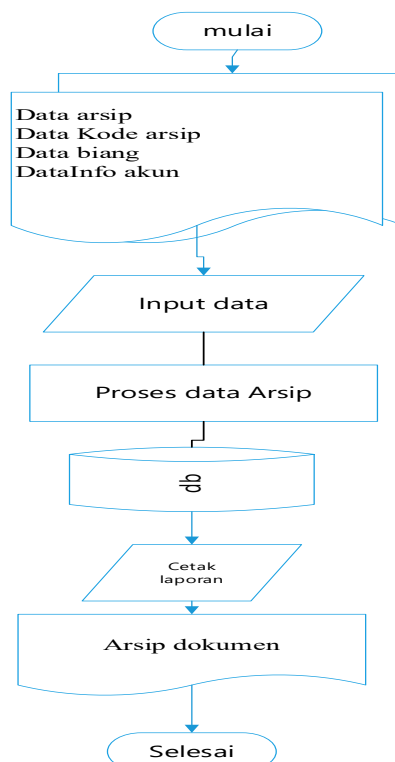 mulai
Data arsip
Data Kode arsip
Data biang
DataInfo akun
Input data
Proses data Arsip
db
Cetak
laporan
Arsip dokumen
Selesai